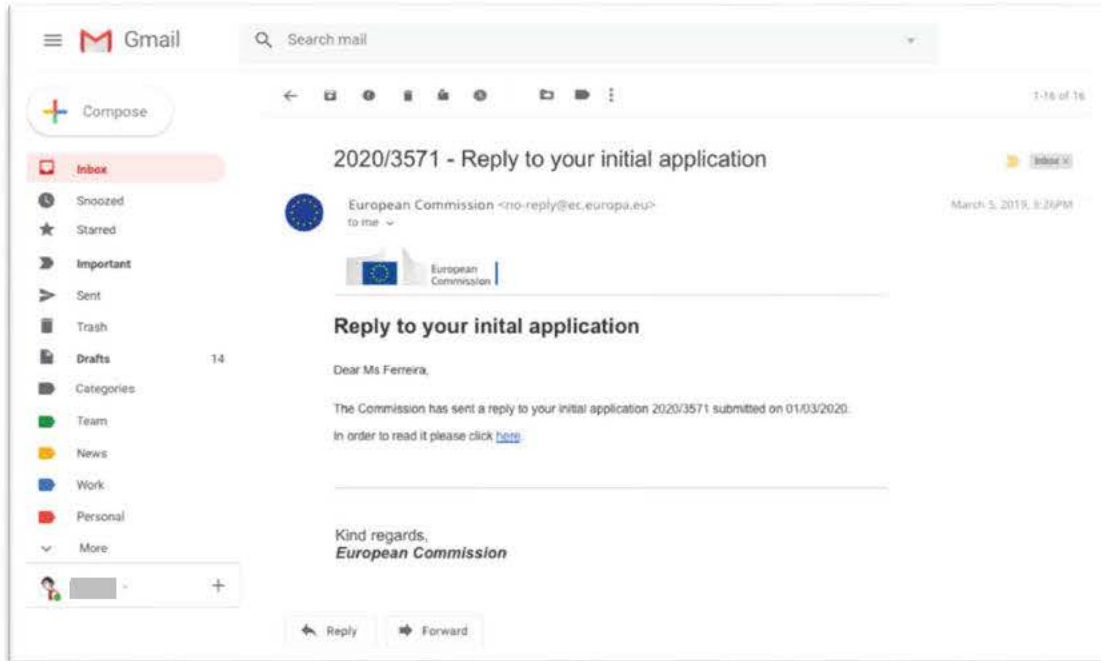 Gmail
Search mail
Compose
1-16 of 16
Inbox
Snoozed
Starred
Important
Sent
Trash
Drafts 14
Categories
Team
News
Work
Personal
More
2020/3571 - Reply to your initial application
Inbox x
European Commission <no-reply@ec.europa.eu>
March 5, 2019, 8:26PM
to me
European
Commission
Reply to your inital application
Dear Ms Ferreira,
The Commission has sent a reply to your initial application 2020/3571 submitted on 01/03/2020.
In order to read it please click here.
Kind regards,
European Commission
Reply
Forward